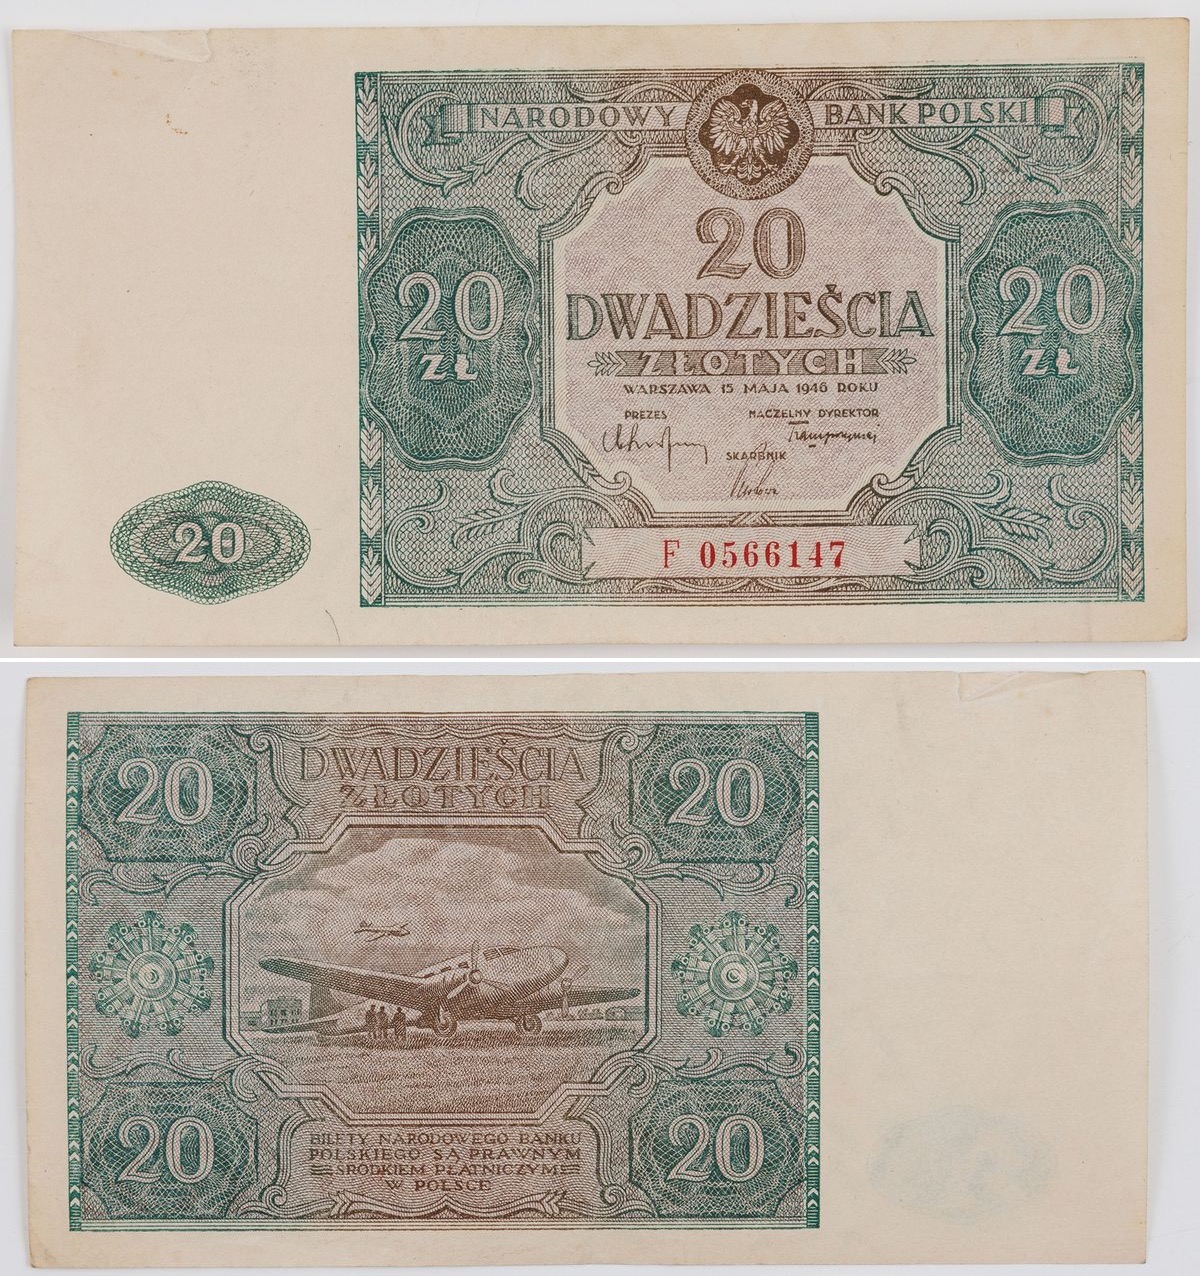 NARODOWY BANK POLSKI
20
DWADZIEŚCIA
ZŁOTYCH
WARSZAWA 15 MAJA 1946 ROKU
PREZES NACZELNY DYREKTOR
SKARBNIK
20 ZŁ
20 ZŁ
20
F 0566147
20
DWADZIEŚCIA
ZŁOTYCH
20
20
BILETY NARODOWEGO BANKU
POLSKIEGO SĄ PRAWNYM
ŚRODKIEM PŁATNICZYM
W POLSCE
20